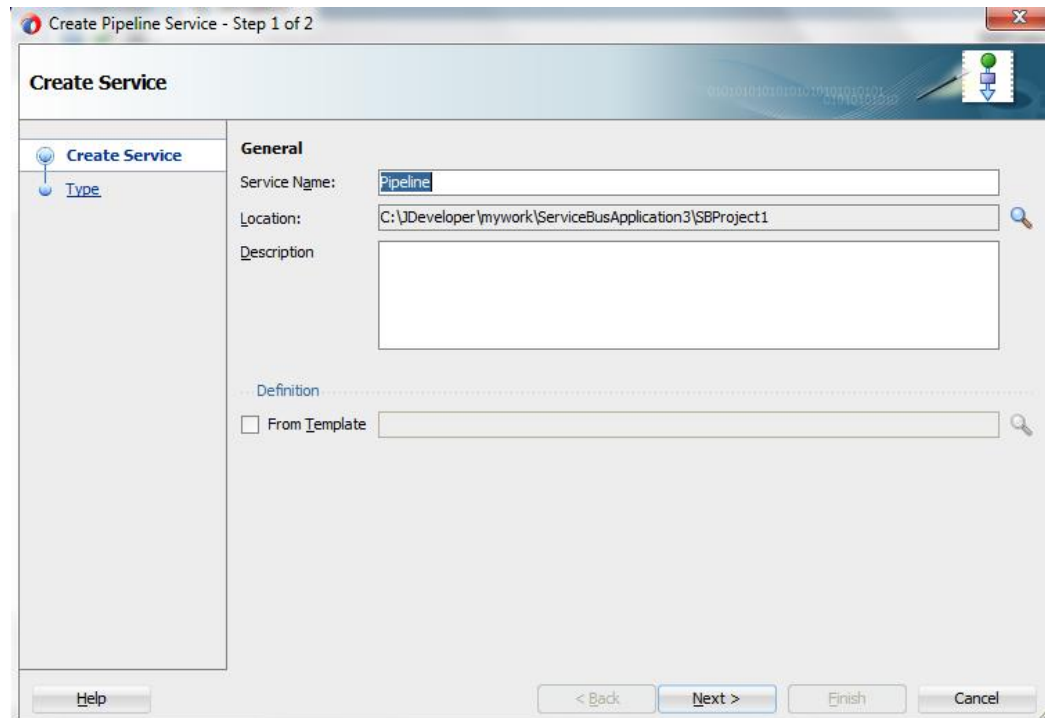 Create Pipeline Service - Step 1 of 2
Create Service
Create Service
Type
General
Service Name: Pipeline
Location: C:\JDeveloper\mywork\ServiceBusApplication3\SBProject1
Description
Definition
From Template
Help
< Back Next > Finish Cancel